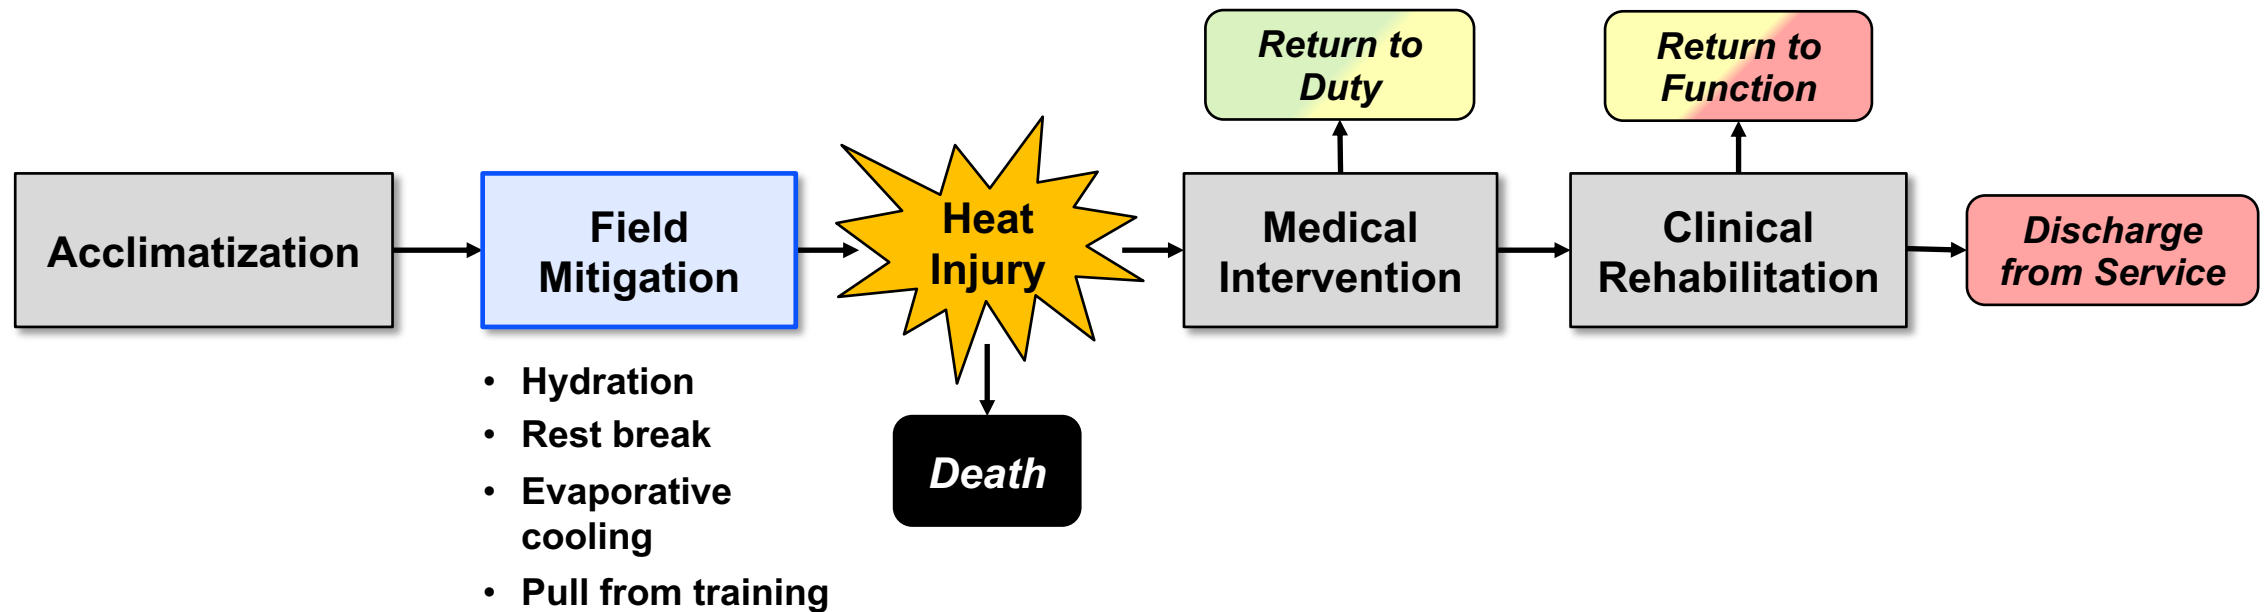 Acclimatization
Field
Mitigation
• Hydration
• Rest break
• Evaporative
cooling
• Pull from training
Heat
Injury
Death
Medical
Intervention
Return to
Duty
Clinical
Rehabilitation
Return to
Function
Discharge
from Service